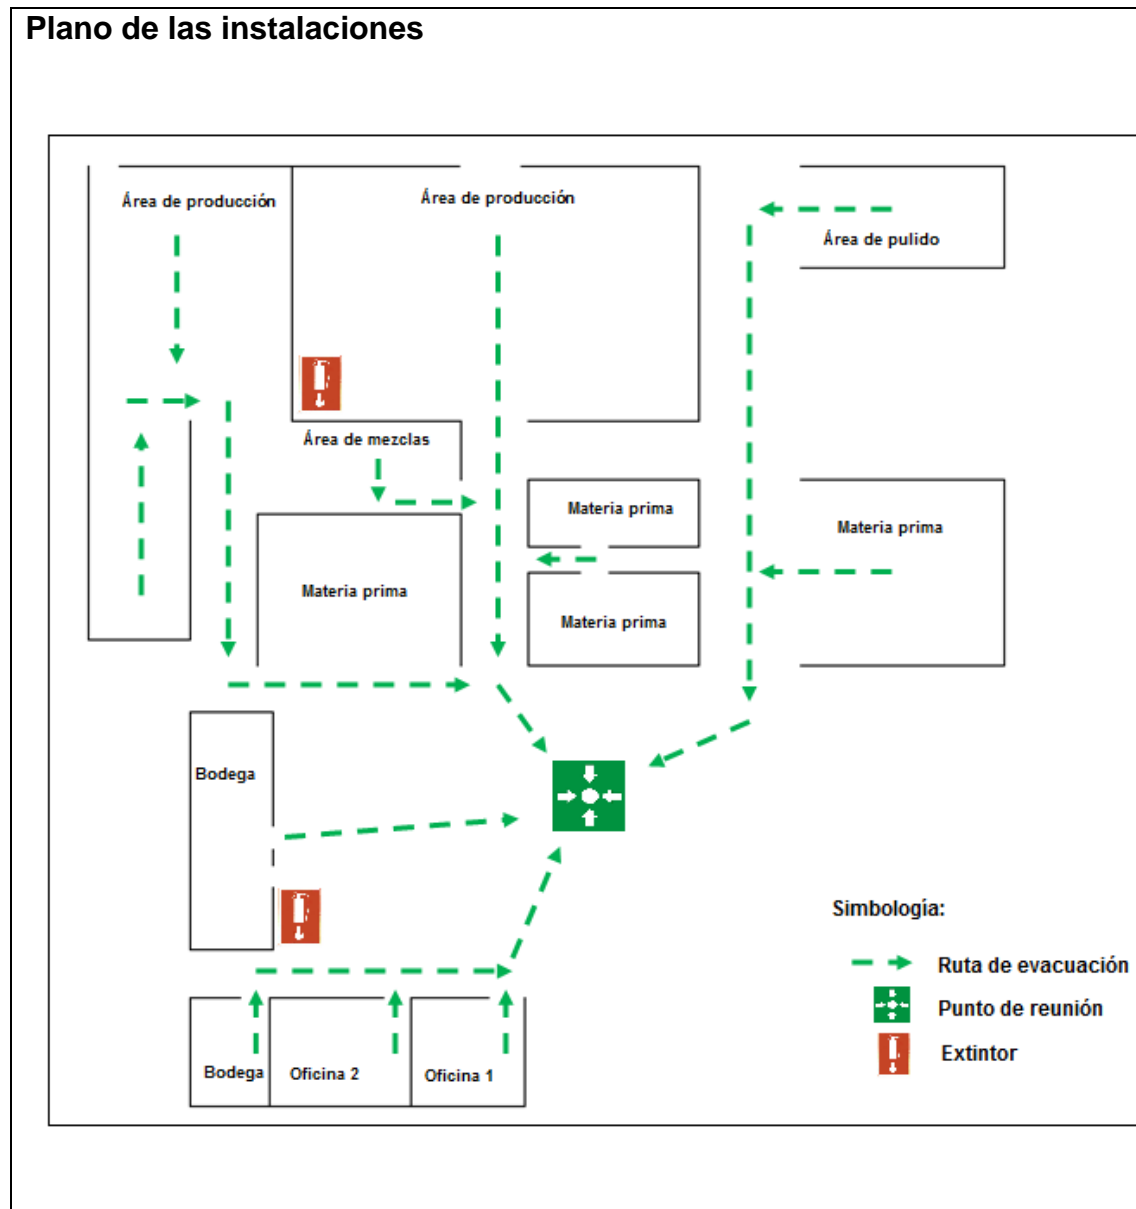 Plano de las instalaciones
Área de producción
Área de producción
Área de pulido
Área de mezclas
Materia prima
Materia prima
Materia prima
Materia prima
Bodega
Simbología:
Ruta de evacuación
Punto de reunión
Extintor
Bodega
Oficina 2
Oficina 1